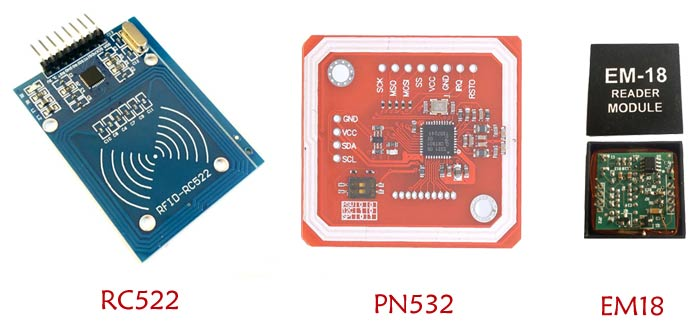 RFID-RC522
SCK
MSO
MOSI
SS
VCC
GND
IRQ
RSTO
GND
VCC
SDA
SCL
EM-18
READER
MODULE
RC522
PN532
EM18